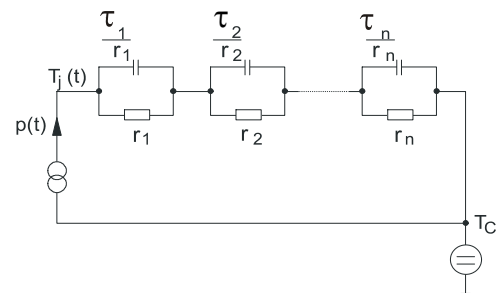 τ1 τ2 τn
r1 r2 rn
Tj(t)
r1 r2 rn
p(t)
TC